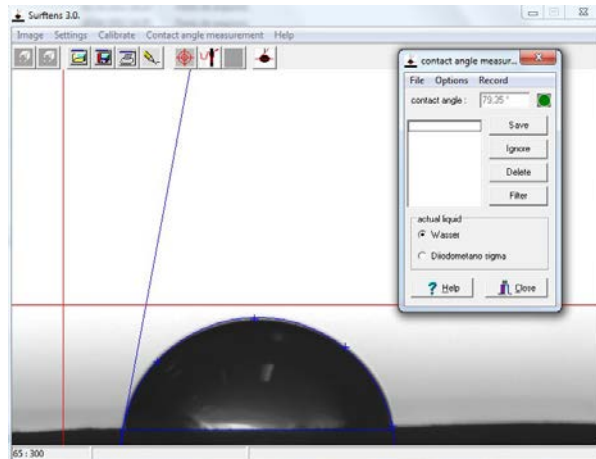 Surftens 3.0.
Image Settings Calibrate Contact angle measurement Help
contact angle measur...
File Options Record
contact angle : 79.25 °
Save
Ignore
Delete
Filter
actual liquid
Wasser
Diiodometano sigma
? Help
Close
65 : 300